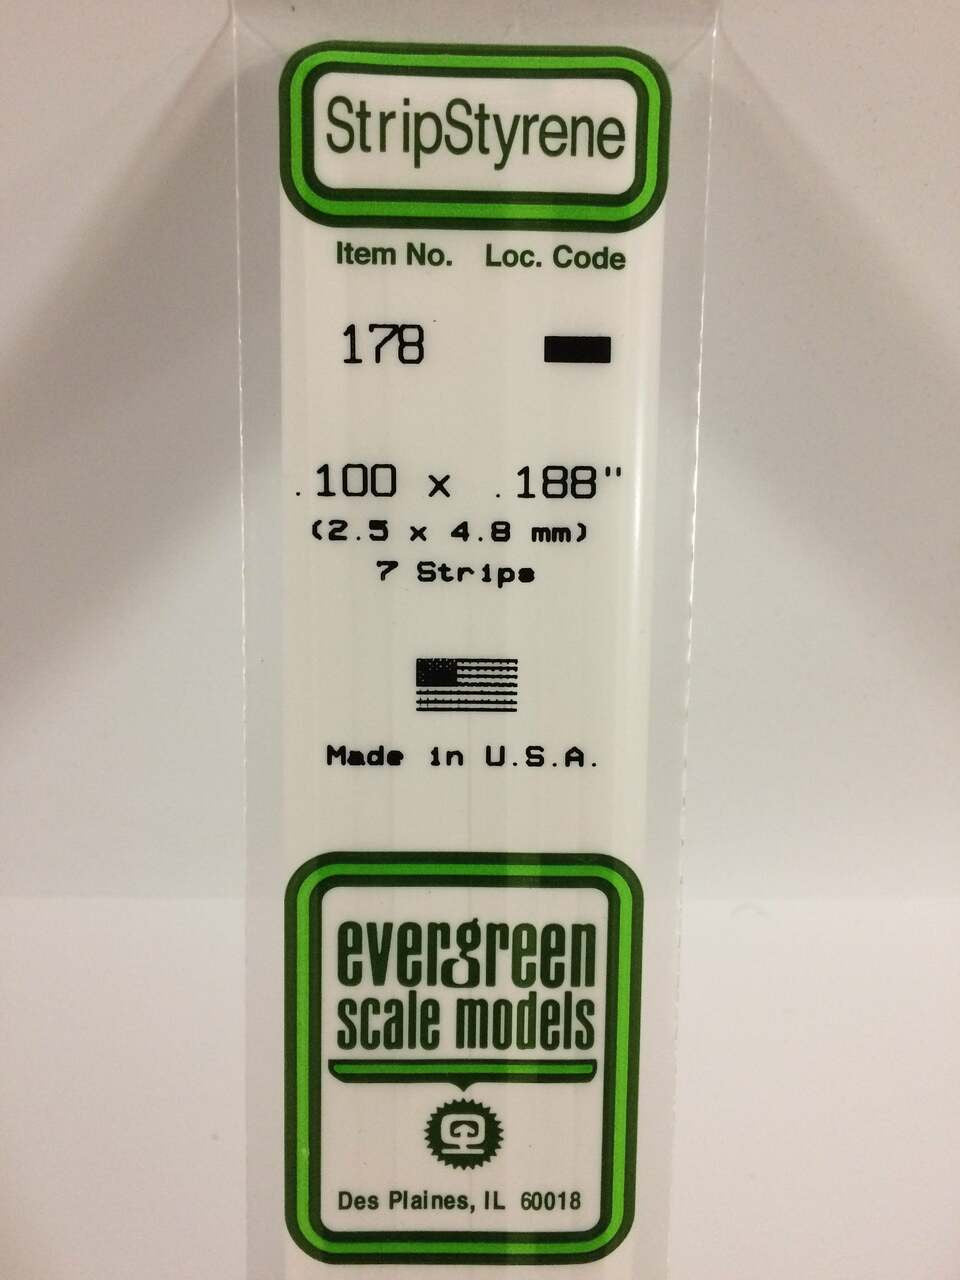 StripStyrene
Item No. Loc. Code
178
.100 x .188"
(2.5 x 4.8 mm)
7 Strips
Made in U.S.A.
evergreen
scale models
Des Plaines, IL 60018